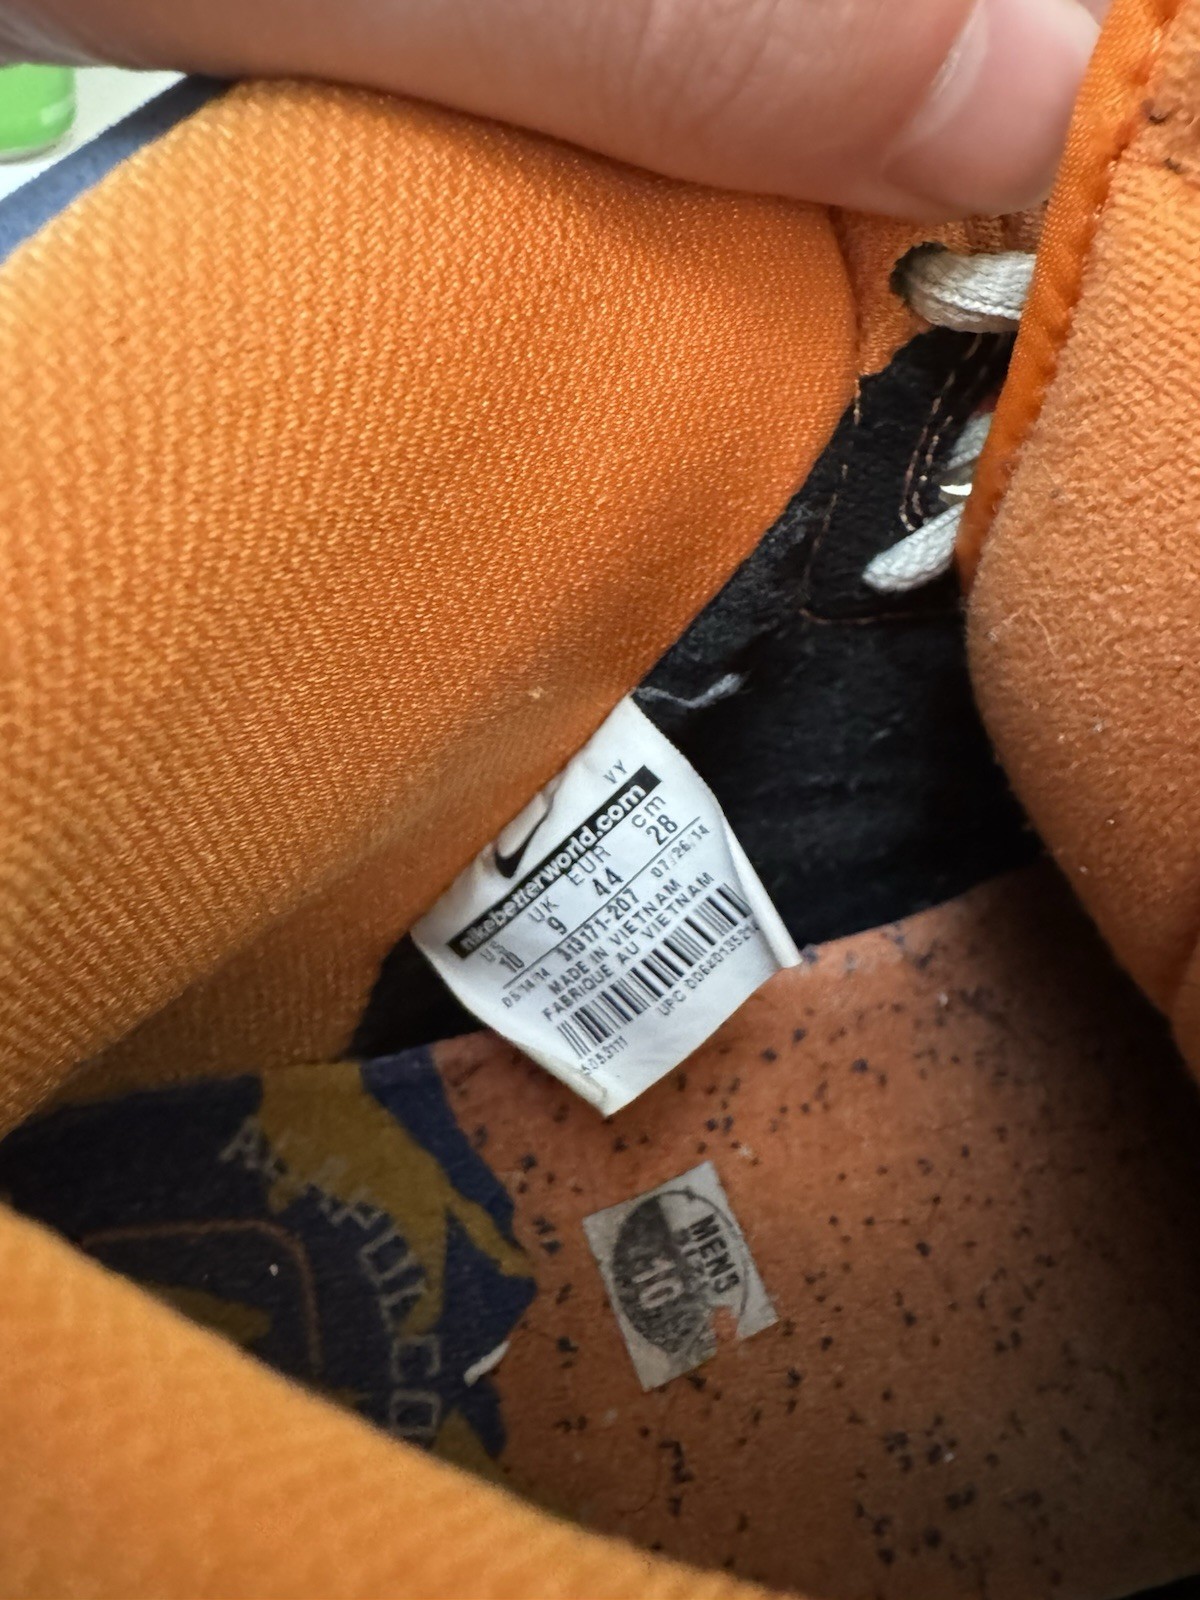 VY
nikebetterworld.com
US UK EUR cm
10 9 44 28
05/14/14 313171-207 07/26/14
MADE IN VIETNAM
FABRIQUE AU VIETNAM
UPC
MENS
SIZE
10